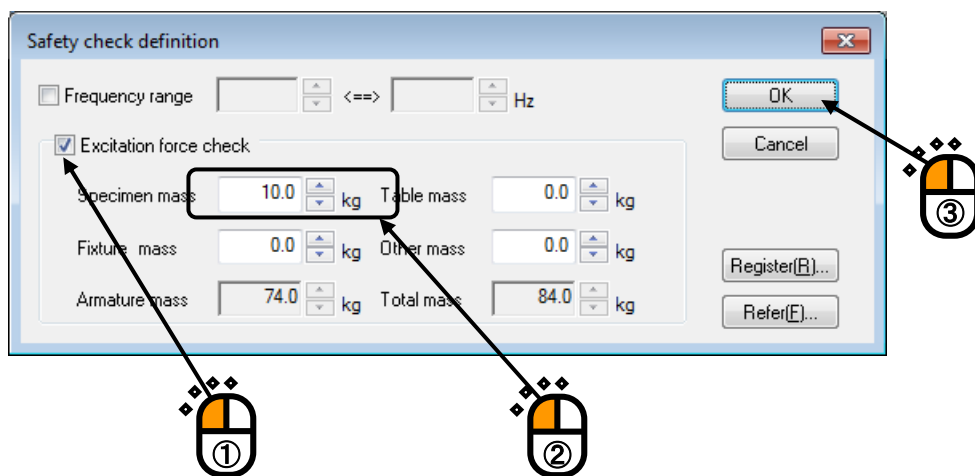 Safety check definition
Frequency range <==> Hz
OK
Excitation force check
Cancel
Specimen mass 10.0 kg Table mass 0.0 kg
Fixture mass 0.0 kg Other mass 0.0 kg
Register(R)...
Armature mass 74.0 kg Total mass 84.0 kg
Refer(F)...
③
① ②